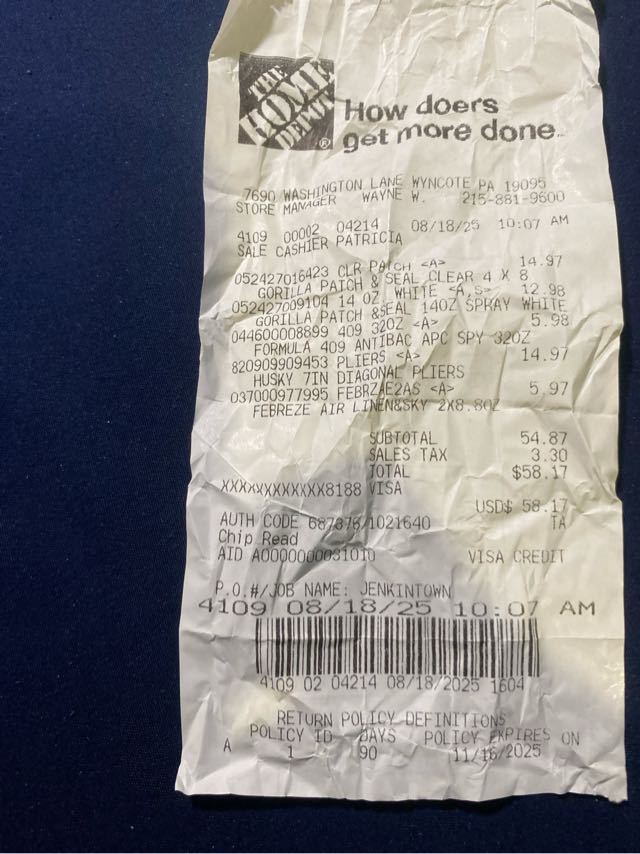 THE
HOME
DEPOT®
How doers
get more done™
7690 WASHINGTON LANE WYNCOTE PA 19095
STORE MANAGER WAYNE W. 215-881-9600
4109 00002 04214 08/18/25 10:07 AM
SALE CASHIER PATRICIA
052427016423 CLR PATCH <A> 14.97
GORILLA PATCH & SEAL CLEAR 4 X 8
052427009104 14 OZ WHITE <A,S> 12.98
GORILLA PATCH &SEAL 14OZ SPRAY WHITE
044600008899 409 32OZ <A> 5.98
FORMULA 409 ANTIBAC APC SPY 32OZ
820909909453 PLIERS <A> 14.97
HUSKY 7IN DIAGONAL PLIERS
037000977995 FEBRZAE2AS <A> 5.97
FEBREZE AIR LINEN&SKY 2X8.8OZ
SUBTOTAL 54.87
SALES TAX 3.30
TOTAL $58.17
XXXXXXXXXXXX8188 VISA
USD$ 58.17
AUTH CODE 687878/1021640 TA
Chip Read
AID A0000000031010 VISA CREDIT
P.O.#/JOB NAME: JENKINTOWN
4109 08/18/25 10:07 AM
4109 02 04214 08/18/2025 1604
RETURN POLICY DEFINITIONS
POLICY ID DAYS POLICY EXPIRES ON
A 1 90 11/16/2025